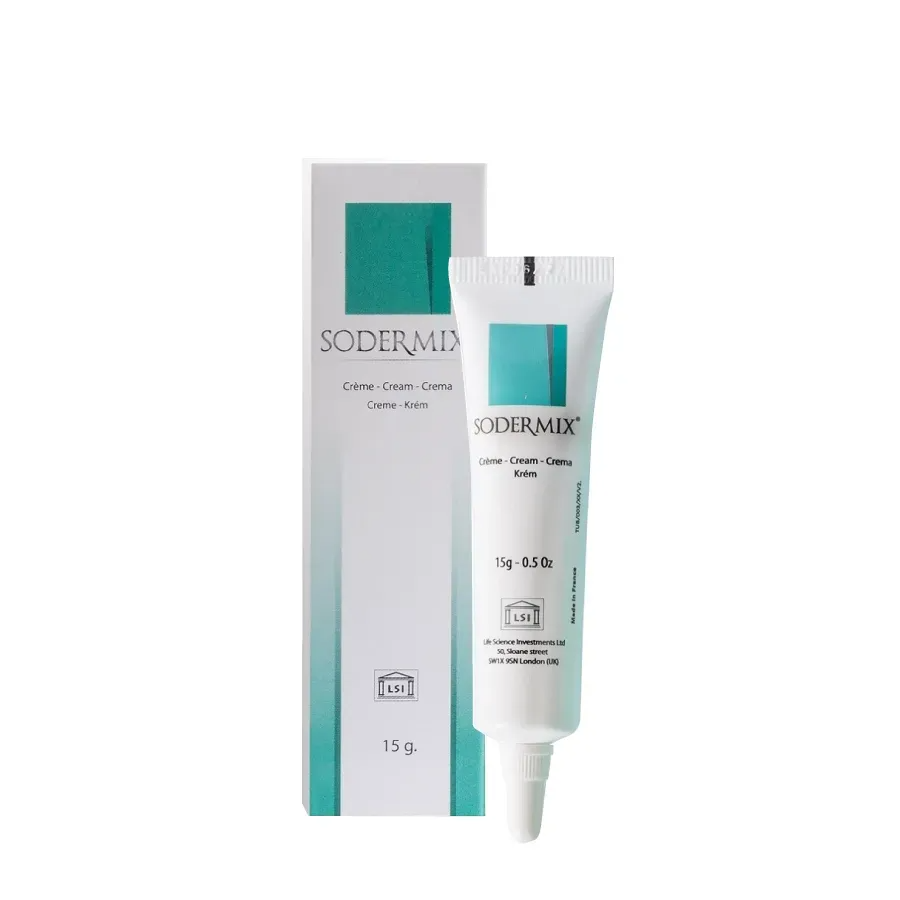 SODERMIX
Crème - Cream - Crema
Creme - Krém
LSI
15 g.
SODERMIX®
Crème - Cream - Crema
Krém
15g - 0.5 Oz
LSI
Life Science Investments Ltd
50, Sloane street
SW1X 9SN London (UK)
Made in France